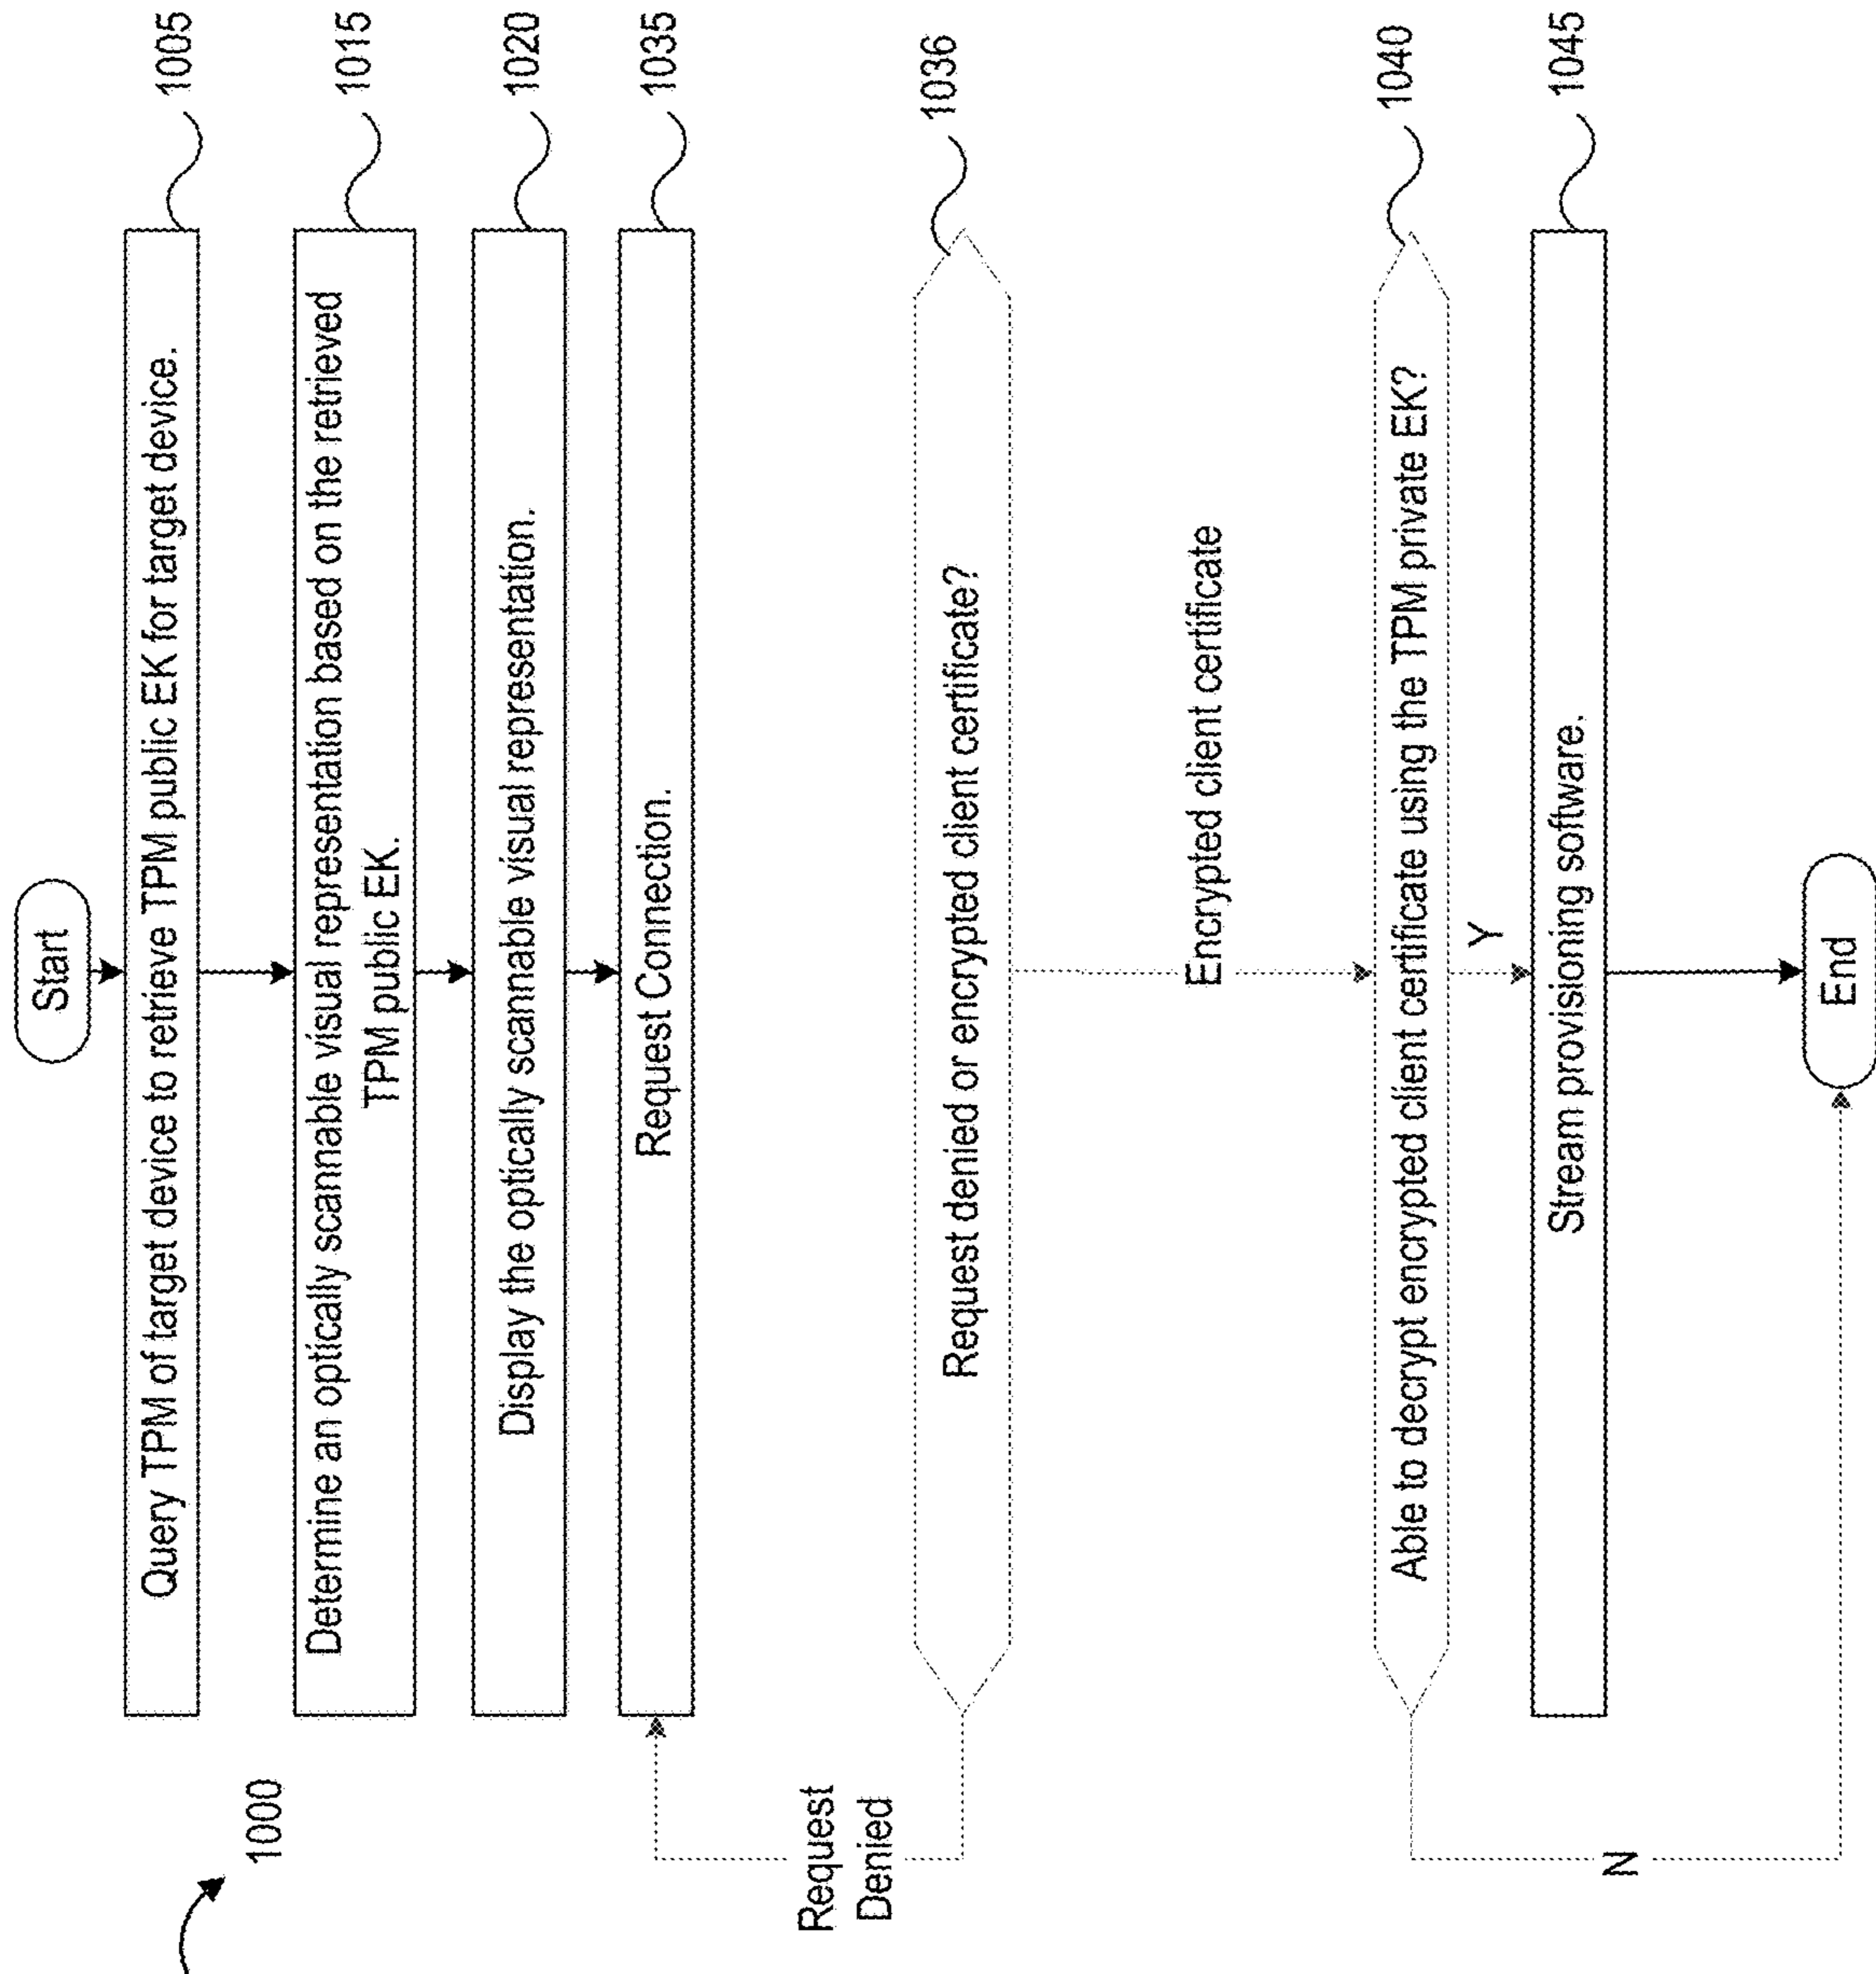 1000
Start
Query TPM of target device to retrieve TPM public EK for target device.
1005
Determine an optically scannable visual representation based on the retrieved
TPM public EK.
1015
Display the optically scannable visual representation.
1020
Request Connection.
1035
Request
Denied
Request denied or encrypted client certificate?
1036
Encrypted client certificate
Able to decrypt encrypted client certificate using the TPM private EK?
1040
Y
N
Stream provisioning software.
1045
End